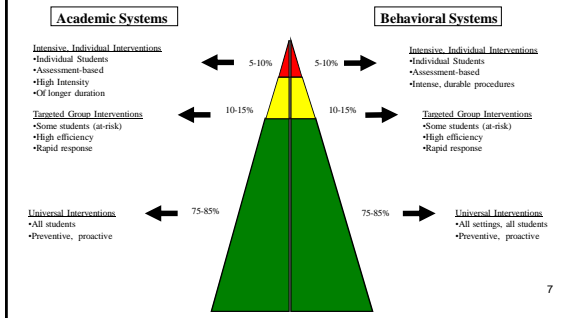 Academic Systems
Behavioral Systems
Intensive, Individual Interventions
•Individual Students
•Assessment-based
•High Intensity
•Of longer duration
5-10%
5-10%
Intensive, Individual Interventions
•Individual Students
•Assessment-based
•Intense, durable procedures
Targeted Group Interventions
•Some students (at-risk)
•High efficiency
•Rapid response
10-15%
10-15%
Targeted Group Interventions
•Some students (at-risk)
•High efficiency
•Rapid response
Universal Interventions
•All students
•Preventive, proactive
75-85%
75-85%
Universal Interventions
•All settings, all students
•Preventive, proactive
7